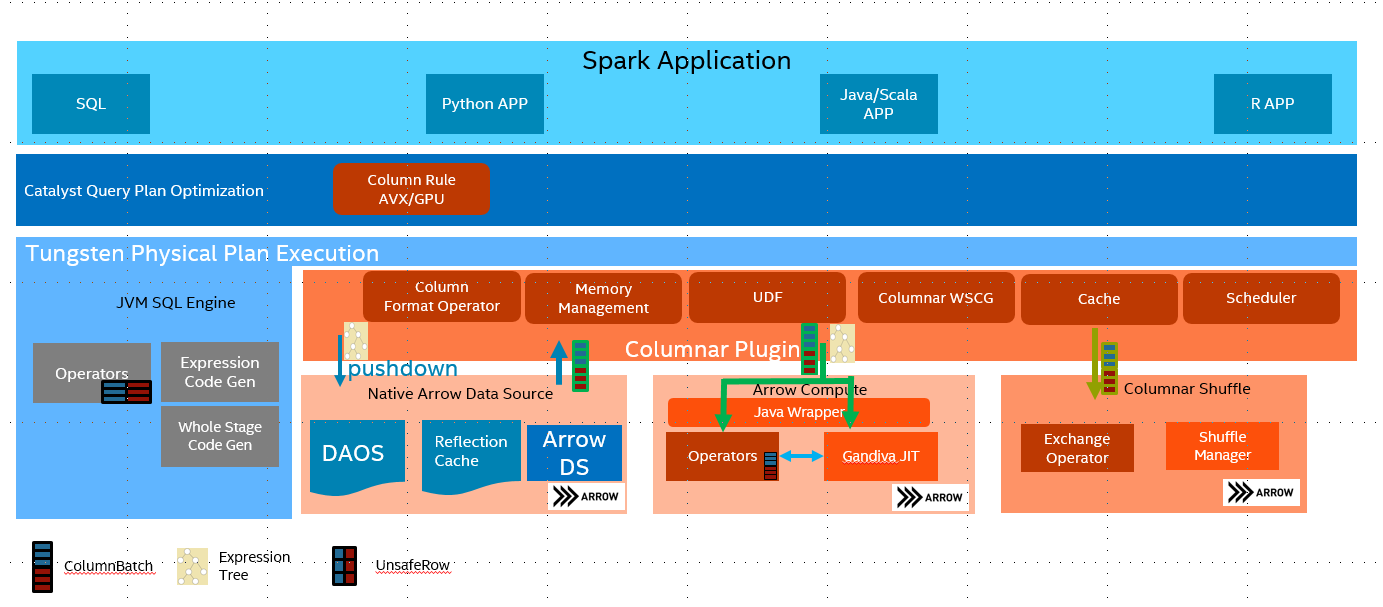 Spark Application
SQL
Python APP
Java/Scala
APP
R APP
Catalyst Query Plan Optimization
Column Rule
AVX/GPU
Tungsten Physical Plan Execution
JVM SQL Engine
Operators
Expression
Code Gen
Whole Stage
Code Gen
Column
Format Operator
Memory
Management
UDF
Columnar WSCG
Cache
Scheduler
Columnar Plugin
pushdown
Native Arrow Data Source
DAOS
Reflection
Cache
Arrow
DS
ARROW
Arrow Compute
Java Wrapper
Operators
Gandiva JIT
ARROW
Columnar Shuffle
Exchange
Operator
Shuffle
Manager
ARROW
ColumnBatch
Expression
Tree
UnsafeRow